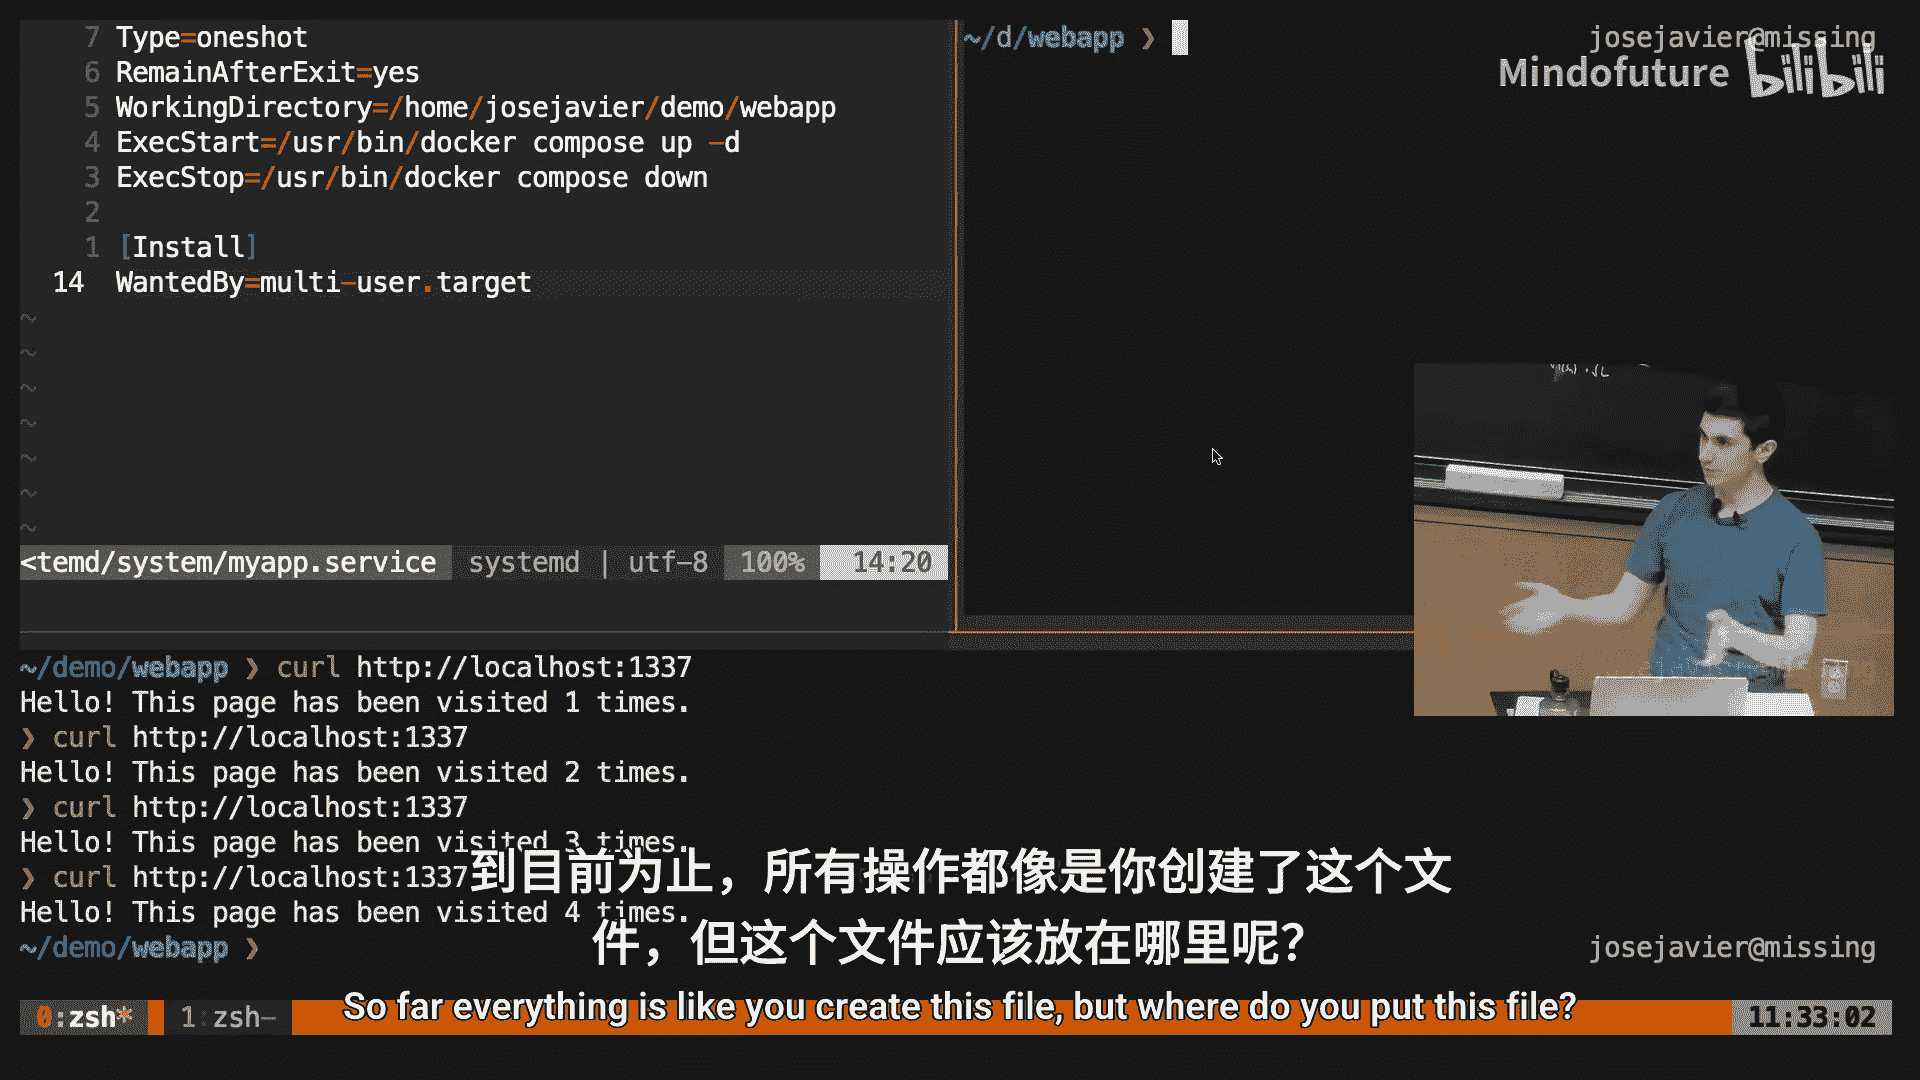 7 Type=oneshot
6 RemainAfterExit=yes
5 WorkingDirectory=/home/josejavier/demo/webapp
4 ExecStart=/usr/bin/docker compose up -d
3 ExecStop=/usr/bin/docker compose down
2
1 [Install]
14 WantedBy=multi-user.target
~
~
~
~
~
~
~
<temd/system/myapp.service systemd | utf-8 100% 14:20
~/d/webapp ❯
josejavier@missing
Mindofuture bilibili
~/demo/webapp ❯ curl http://localhost:1337
Hello! This page has been visited 1 times.
❯ curl http://localhost:1337
Hello! This page has been visited 2 times.
❯ curl http://localhost:1337
Hello! This page has been visited 3 times.
❯ curl http://localhost:1337
Hello! This page has been visited 4 times.
~/demo/webapp ❯
josejavier@missing
到目前为止，所有操作都像是你创建了这个文
件，但这个文件应该放在哪里呢？
So far everything is like you create this file, but where do you put this file?
0:zsh* 1:zsh- 11:33:02